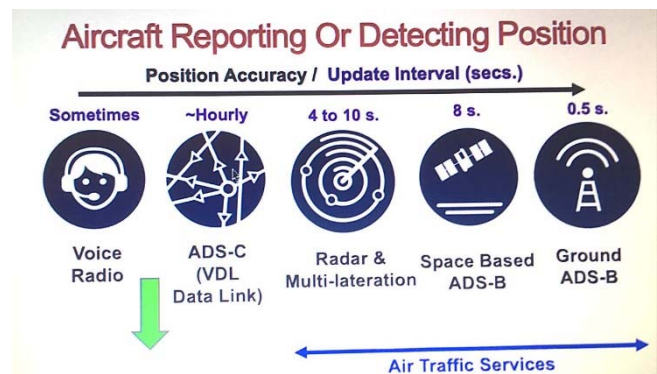 Aircraft Reporting Or Detecting Position
Position Accuracy / Update Interval (secs.)
Sometimes
~Hourly
4 to 10 s.
8 s.
0.5 s.
Voice
Radio
ADS-C
(VDL
Data Link)
Radar &
Multi-lateration
Space Based
ADS-B
Ground
ADS-B
Air Traffic Services